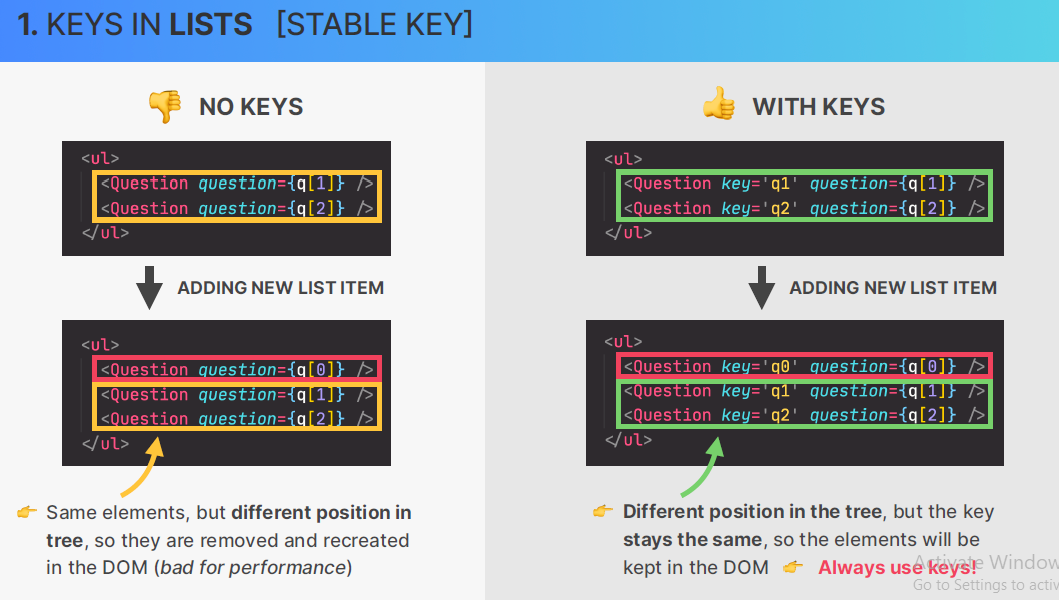 1. KEYS IN LISTS [STABLE KEY]
👎 NO KEYS
<ul>
<Question question={q[1]} />
<Question question={q[2]} />
</ul>
ADDING NEW LIST ITEM
<ul>
<Question question={q[0]} />
<Question question={q[1]} />
<Question question={q[2]} />
</ul>
👉 Same elements, but different position in
tree, so they are removed and recreated
in the DOM (bad for performance)
👍 WITH KEYS
<ul>
<Question key='q1' question={q[1]} />
<Question key='q2' question={q[2]} />
</ul>
ADDING NEW LIST ITEM
<ul>
<Question key='q0' question={q[0]} />
<Question key='q1' question={q[1]} />
<Question key='q2' question={q[2]} />
</ul>
👉 Different position in the tree, but the key
stays the same, so the elements will be
kept in the DOM 👉 Always use keys!
Activate Window
Go to Settings to activ